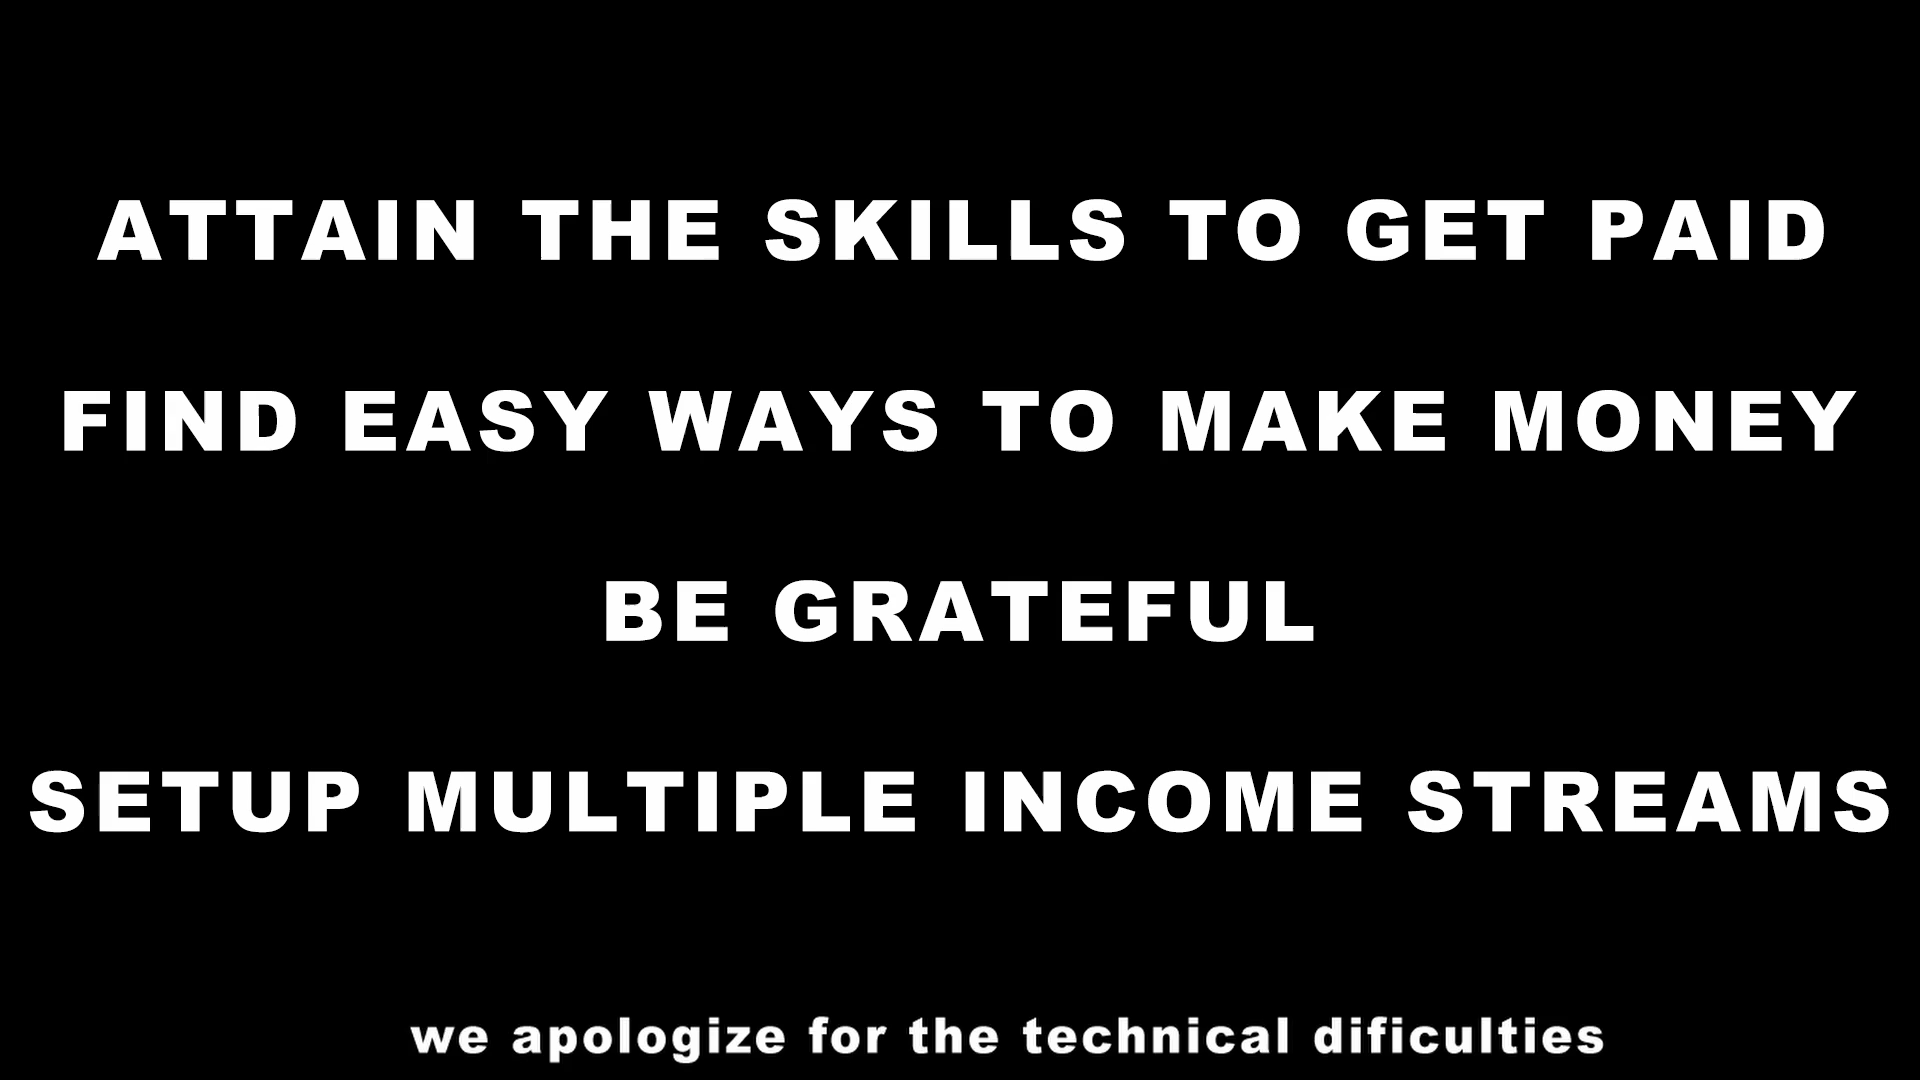 ATTAIN THE SKILLS TO GET PAID
FIND EASY WAYS TO MAKE MONEY
BE GRATEFUL
SETUP MULTIPLE INCOME STREAMS
we apologize for the technical dificulties